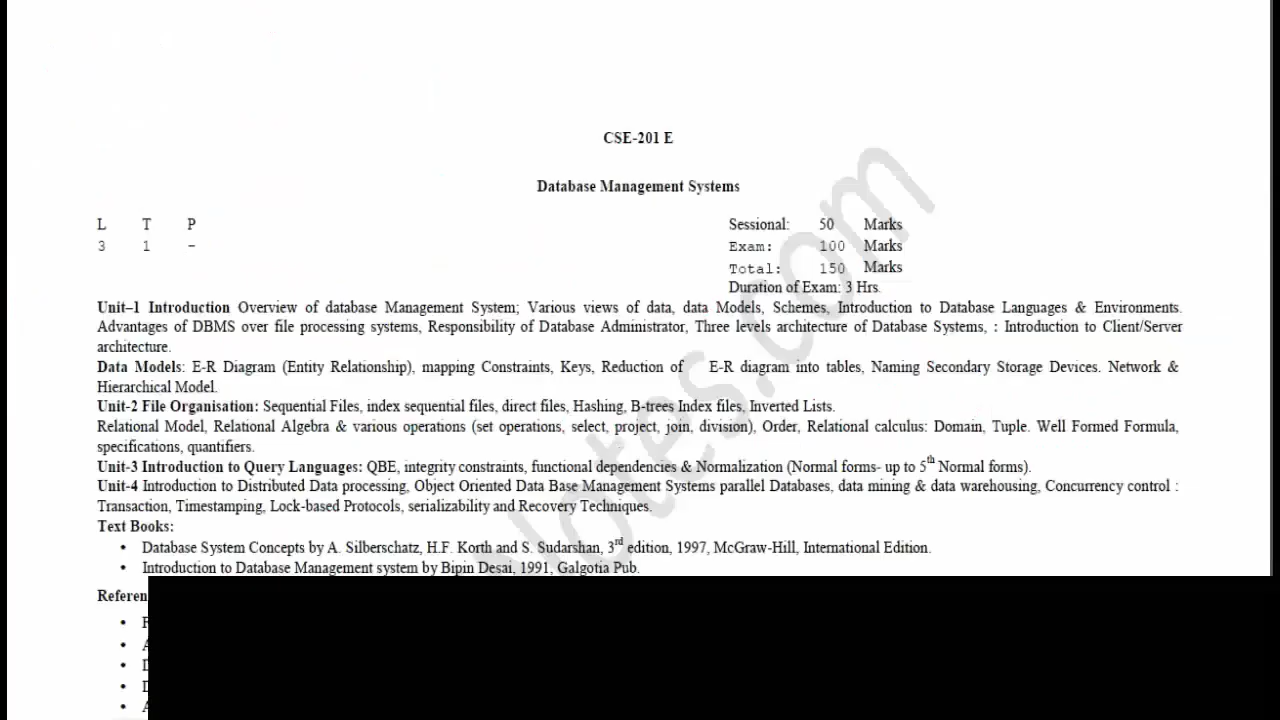 CSE-201 E
Database Management Systems
L T P
3 1 -
Sessional: 50 Marks
Exam: 100 Marks
Total: 150 Marks
Duration of Exam: 3 Hrs.
Unit–1 Introduction Overview of database Management System; Various views of data, data Models, Schemes, Introduction to Database Languages & Environments.
Advantages of DBMS over file processing systems, Responsibility of Database Administrator, Three levels architecture of Database Systems, : Introduction to Client/Server
architecture.
Data Models: E-R Diagram (Entity Relationship), mapping Constraints, Keys, Reduction of E-R diagram into tables, Naming Secondary Storage Devices. Network &
Hierarchical Model.
Unit-2 File Organisation: Sequential Files, index sequential files, direct files, Hashing, B-trees Index files, Inverted Lists.
Relational Model, Relational Algebra & various operations (set operations, select, project, join, division), Order, Relational calculus: Domain, Tuple. Well Formed Formula,
specifications, quantifiers.
Unit-3 Introduction to Query Languages: QBE, integrity constraints, functional dependencies & Normalization (Normal forms- up to 5th Normal forms).
Unit-4 Introduction to Distributed Data processing, Object Oriented Data Base Management Systems parallel Databases, data mining & data warehousing, Concurrency control :
Transaction, Timestamping, Lock-based Protocols, serializability and Recovery Techniques.
Text Books:
• Database System Concepts by A. Silberschatz, H.F. Korth and S. Sudarshan, 3rd edition, 1997, McGraw-Hill, International Edition.
• Introduction to Database Management system by Bipin Desai, 1991, Galgotia Pub.
Notes.com